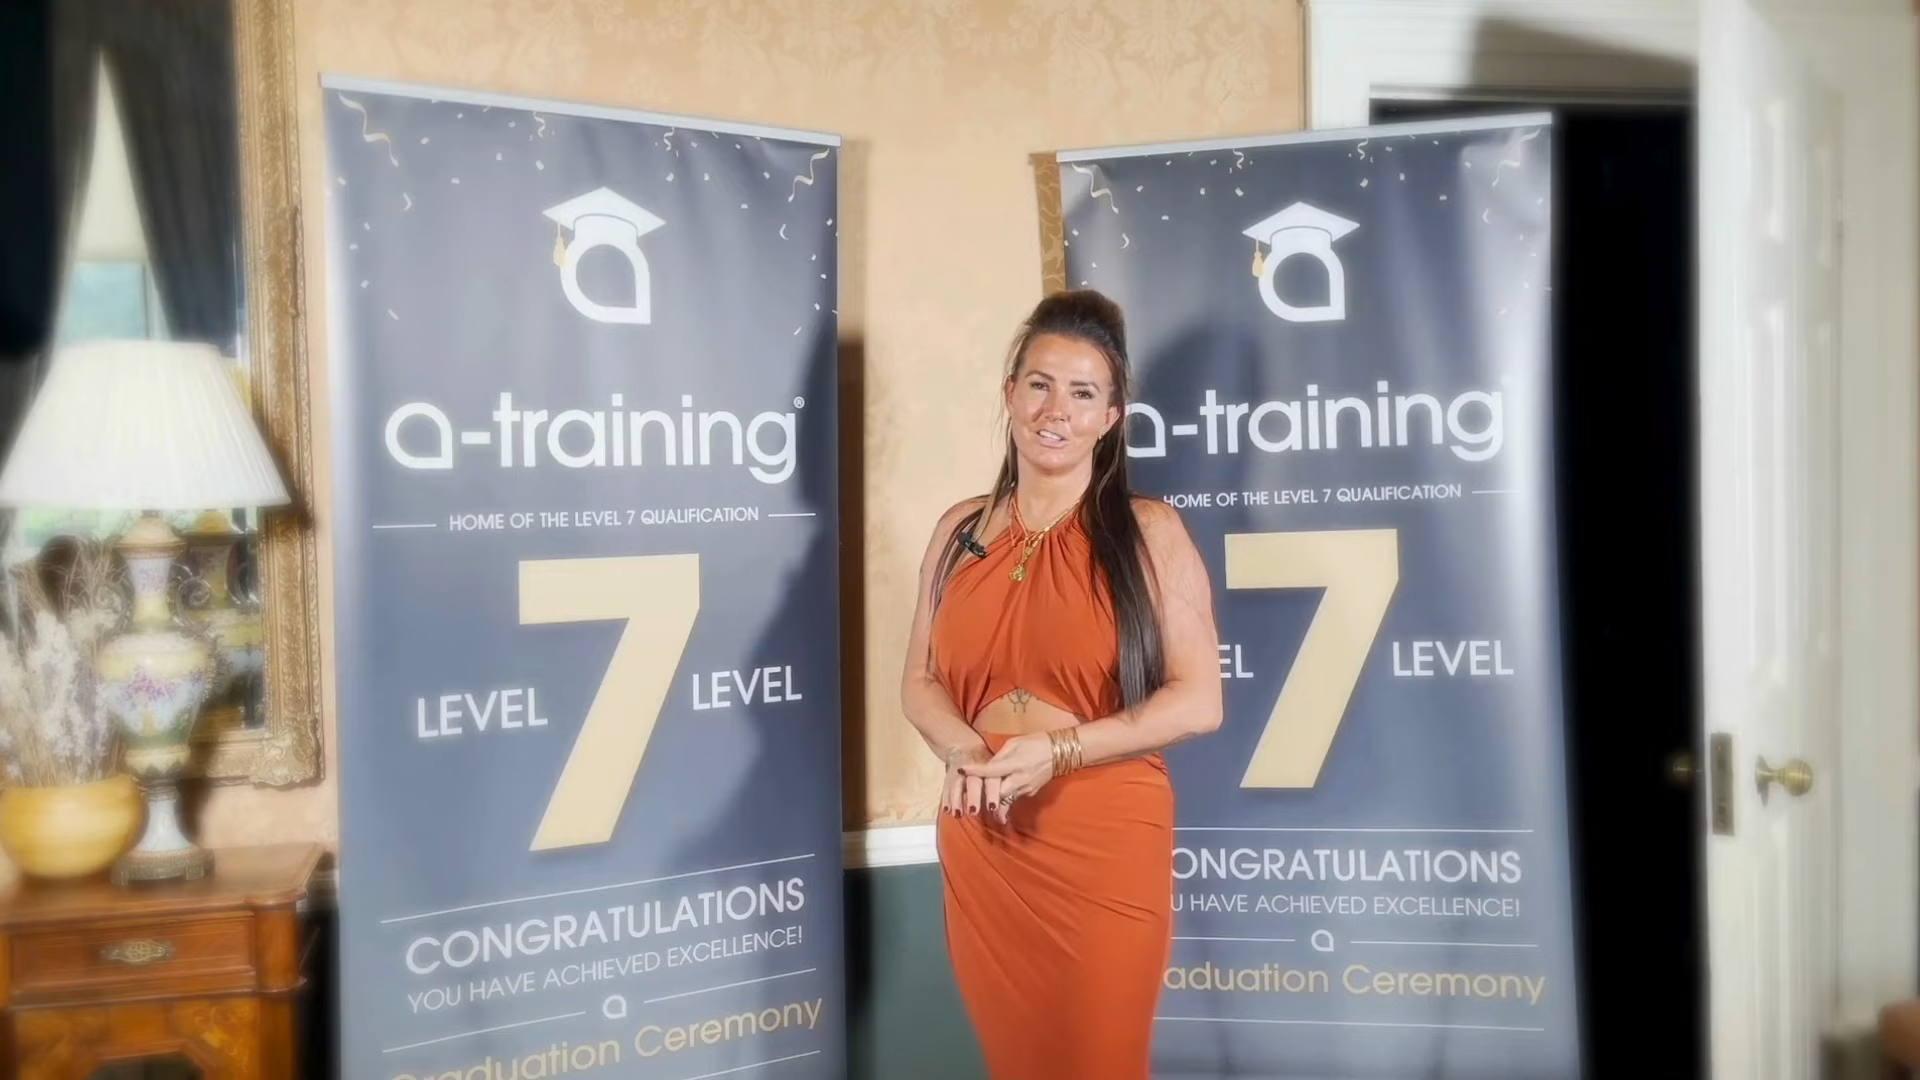 a-training®
HOME OF THE LEVEL 7 QUALIFICATION
LEVEL 7 LEVEL
CONGRATULATIONS
YOU HAVE ACHIEVED EXCELLENCE!
Graduation Ceremony
a-training
HOME OF THE LEVEL 7 QUALIFICATION
EL 7 LEVEL
ONGRATULATIONS
U HAVE ACHIEVED EXCELLENCE!
aduation Ceremony